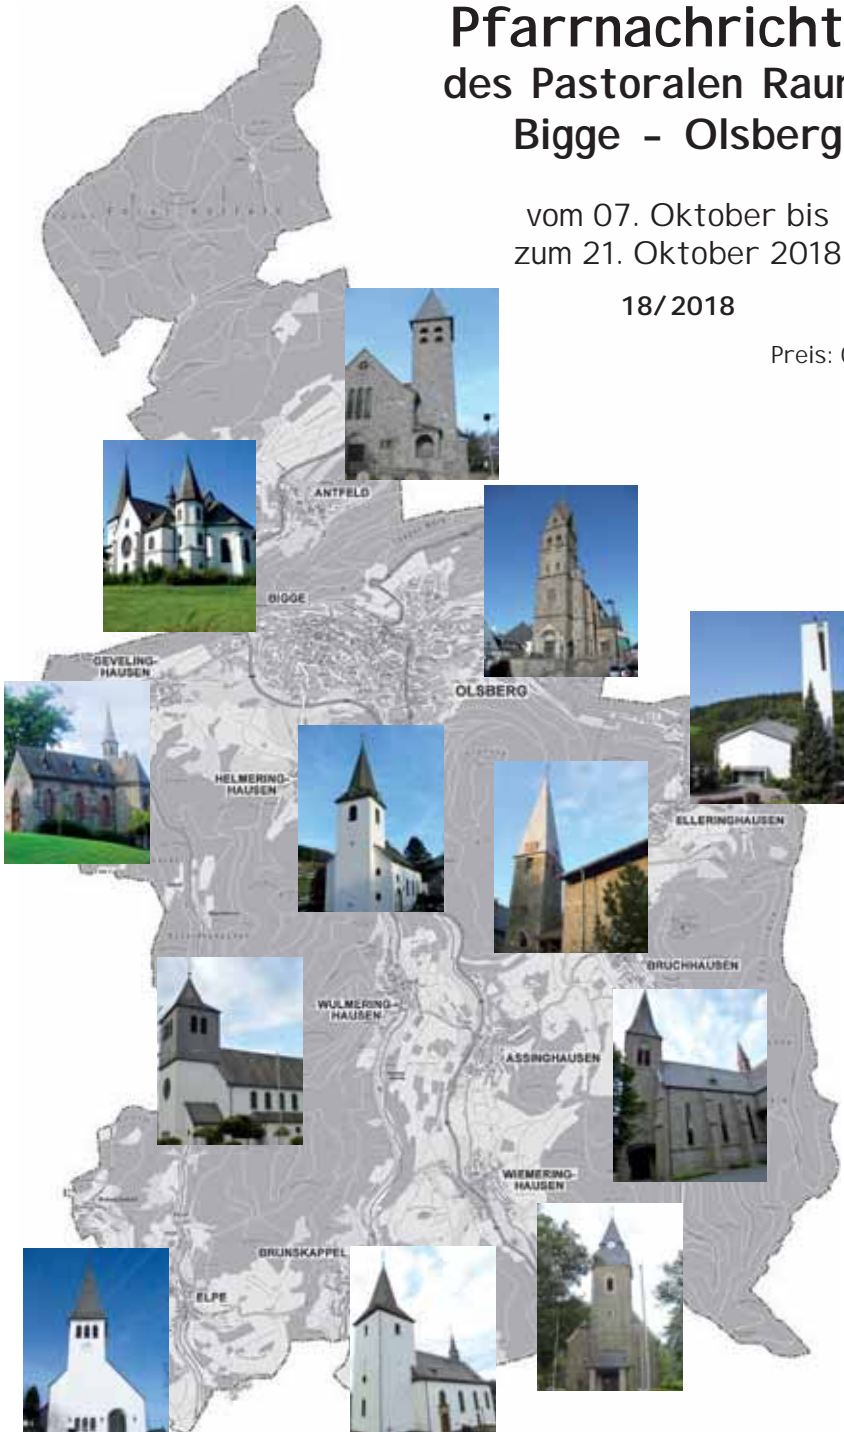 Pfarrnachricht
des Pastoralen Raum
Bigge - Olsberg
vom 07. Oktober bis
zum 21. Oktober 2018
18/2018
Preis:
ANTFELD
BIGGE
GEVELING-
HAUSEN
OLSBERG
HELMERING-
HAUSEN
ELLERINGHAUSEN
BRUCHHAUSEN
WULMERING-
HAUSEN
ASSINGHAUSEN
WIEMERING-
HAUSEN
BRUNSKAPPEL
ELPE